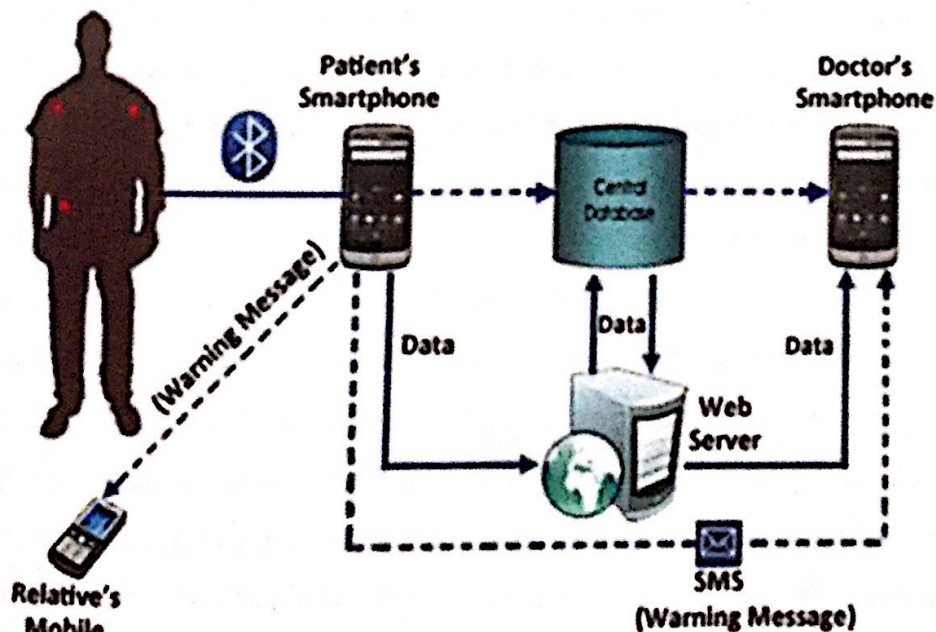 Patient's
Smartphone
Doctor's
Smartphone
Central
Database
(Warning Message)
Data
Data
Data
Web
Server
SMS
(Warning Message)
Relative's
Mobile